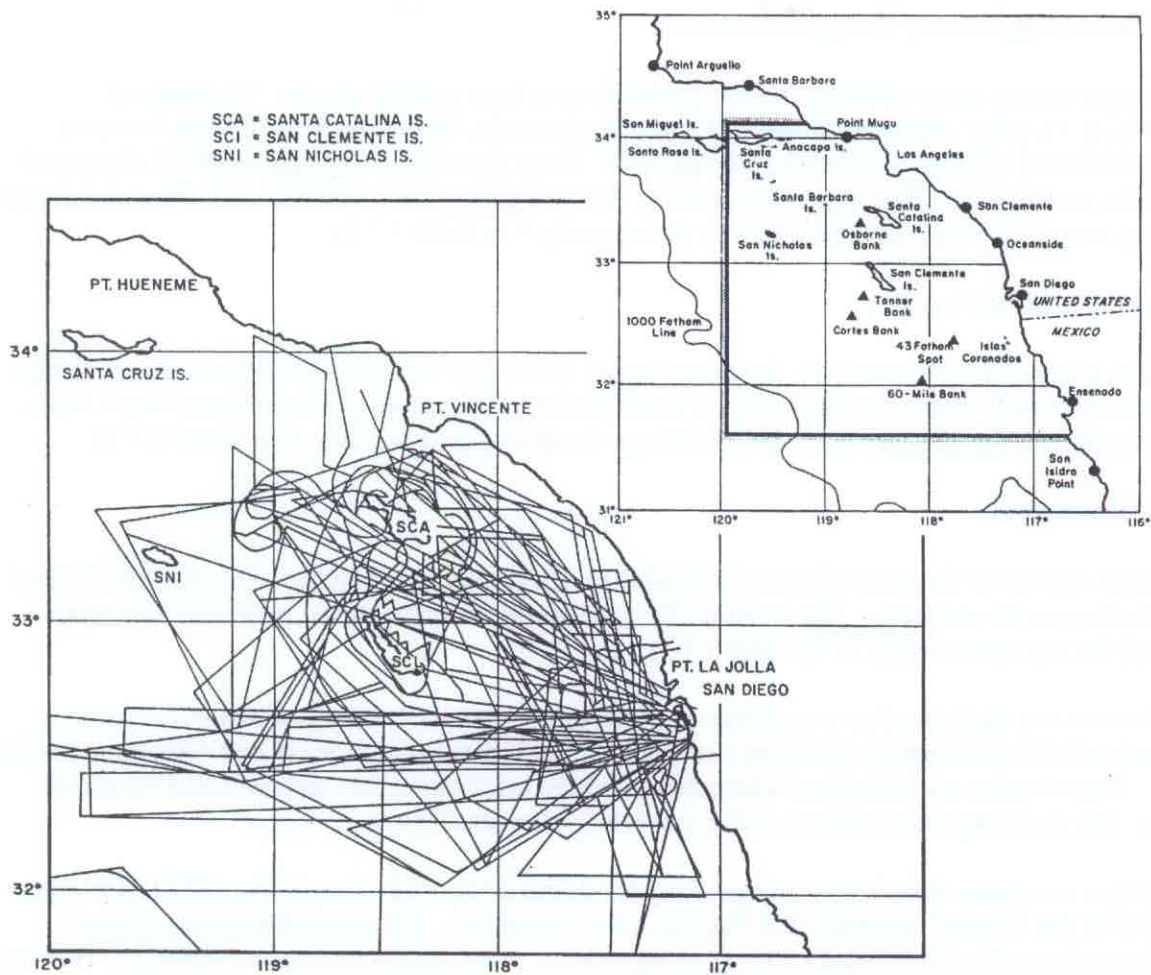 SCA = SANTA CATALINA IS.
SCI = SAN CLEMENTE IS.
SNI = SAN NICHOLAS IS.
35°
34°
33°
32°
31°
121°
120°
119°
118°
117°
116°
Point Arguello
Santa Barbara
San Miguel Is.
Point Mugu
Santa Rosa Is.
Santa
Cruz
Is.
Anacapa Is.
Los Angeles
Santa Barbara
Is.
Santa
Catalina
Is.
San Clemente
Osborne
Bank
San Nicholas
Is.
Oceanside
San Clemente
Is.
Tanner
Bank
San Diego
UNITED STATES
MEXICO
1000 Fathom
Line
Cortes Bank
43 Fathom
Spot
Islas
Coronados
60-Mile Bank
Ensenada
San
Isidro
Point
PT. HUENEME
34°
SANTA CRUZ IS.
PT. VINCENTE
SCA
SNI
33°
SCI
PT. LA JOLLA
SAN DIEGO
32°
120°
119°
118°
117°